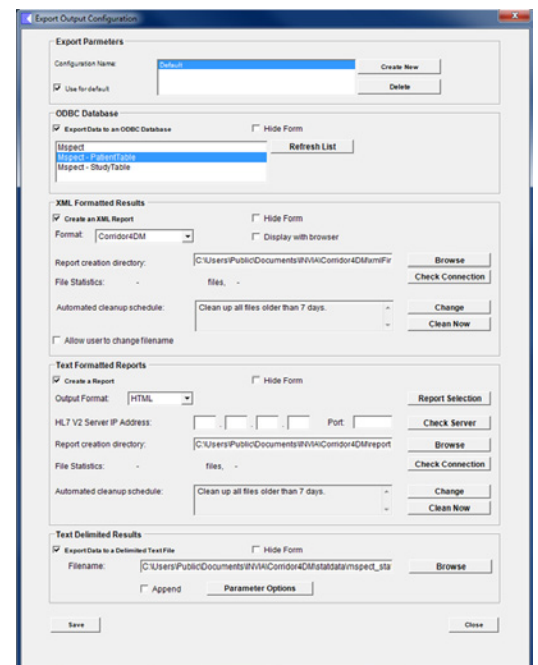 Export Output Configuration
Export Parmeters
Configuration Name:
Default
Create New
Use for default
Delete
ODBC Database
Export Data to an ODBC Database
Hide Form
Mspect
Refresh List
Mspect - PatientTable
Mspect - StudyTable
XML Formatted Results
Create an XML Report
Hide Form
Format: Corridor4DM
Display with browser
Report creation directory: C:\Users\Public\Documents\INVIA\Corridor4DM\xmlFir Browse
File Statistics: - files, - Check Connection
Automated cleanup schedule: Clean up all files older than 7 days. Change
Clean Now
Allow user to change filename
Text Formatted Reports
Create a Report
Hide Form
Output Format: HTML Report Selection
HL7 V2 Server IP Address: . . . Port: Check Server
Report creation directory: C:\Users\Public\Documents\INVIA\Corridor4DM\report Browse
File Statistics: - files, - Check Connection
Automated cleanup schedule: Clean up all files older than 7 days. Change
Clean Now
Text Delimited Results
Export Data to a Delimited Text File
Hide Form
Filename: C:\Users\Public\Documents\INVIA\Corridor4DM\statdata\mspect_sta Browse
Append Parameter Options
Save Close